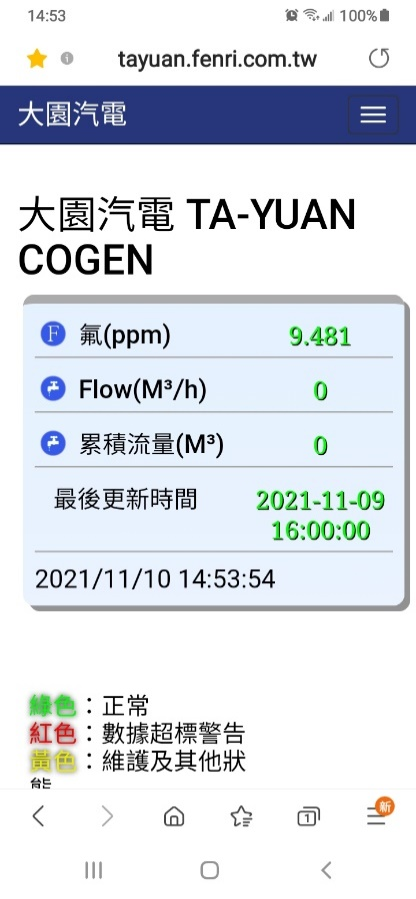 14:53
100%
tayuan.fenri.com.tw
大園汽電
大園汽電 TA-YUAN
COGEN
F 氟(ppm) 9.481
Flow(M³/h) 0
累積流量(M³) 0
最後更新時間 2021-11-09
16:00:00
2021/11/10 14:53:54
綠色：正常
紅色：數據超標警告
黃色：維護及其他狀
態
1
新